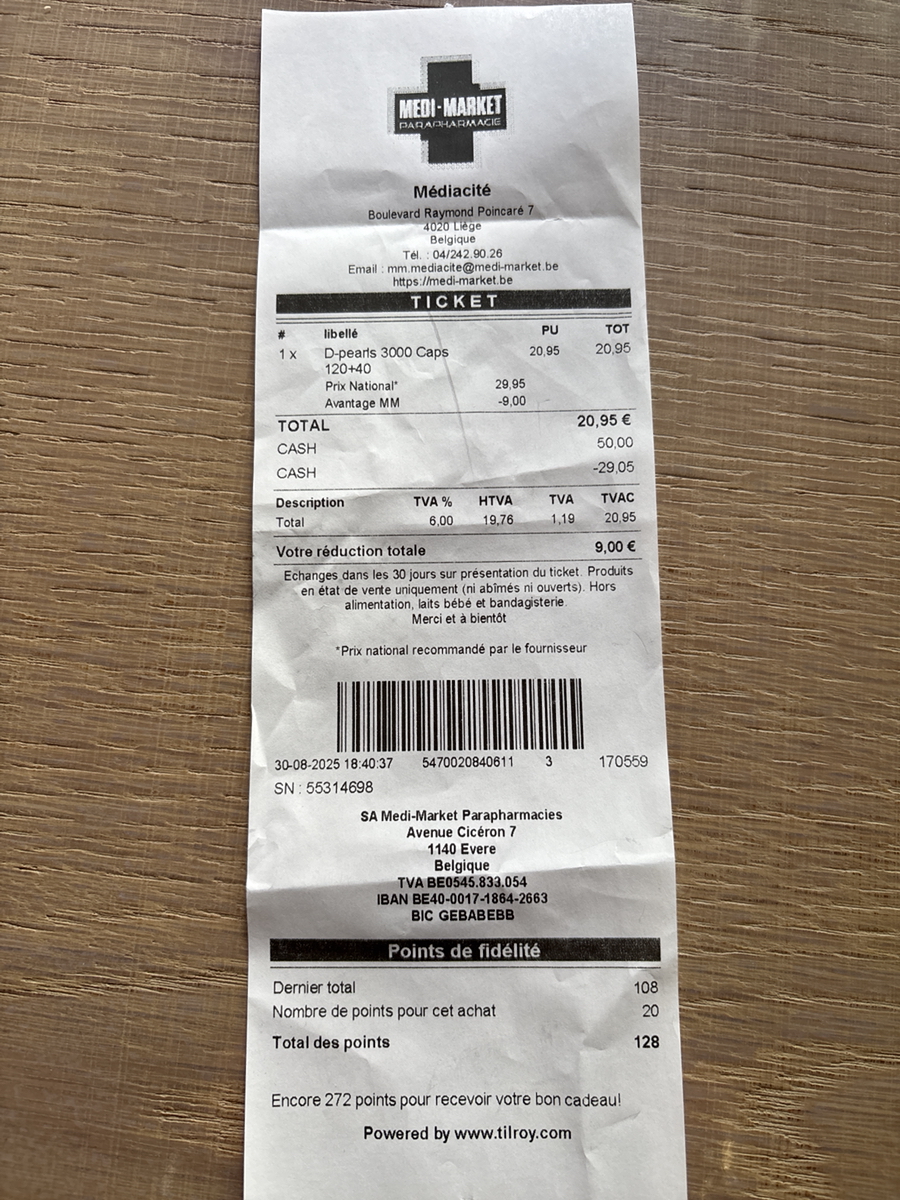 MEDI-MARKET
PARAPHARMACIE
Médiacité
Boulevard Raymond Poincaré 7
4020 Liège
Belgique
Tél. : 04/242.90.26
Email : mm.mediacite@medi-market.be
https://medi-market.be
TICKET
# libellé PU TOT
1 x D-pearls 3000 Caps 20,95 20,95
120+40
Prix National* 29,95
Avantage MM -9,00
TOTAL 20,95 €
CASH 50,00
CASH -29,05
Description TVA % HTVA TVA TVAC
Total 6,00 19,76 1,19 20,95
Votre réduction totale 9,00 €
Echanges dans les 30 jours sur présentation du ticket. Produits
en état de vente uniquement (ni abîmés ni ouverts). Hors
alimentation, laits bébé et bandagisterie.
Merci et à bientôt
*Prix national recommandé par le fournisseur
30-08-2025 18:40:37 5470020840611 3 170559
SN : 55314698
SA Medi-Market Parapharmacies
Avenue Cicéron 7
1140 Evere
Belgique
TVA BE0545.833.054
IBAN BE40-0017-1864-2663
BIC GEBABEBB
Points de fidélité
Dernier total 108
Nombre de points pour cet achat 20
Total des points 128
Encore 272 points pour recevoir votre bon cadeau!
Powered by www.tilroy.com